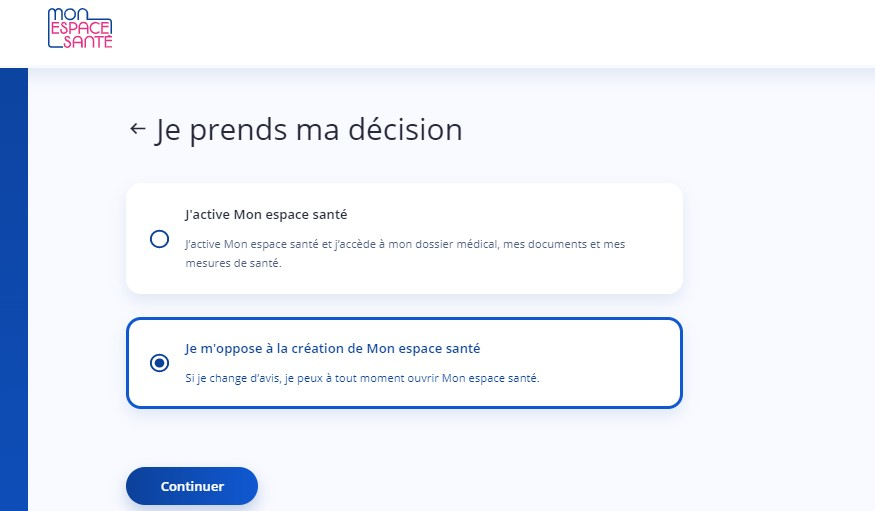 mon
ESPACE
SANTÉ
← Je prends ma décision
J'active Mon espace santé
J'active Mon espace santé et j'accède à mon dossier médical, mes documents et mes
mesures de santé.
Je m'oppose à la création de Mon espace santé
Si je change d'avis, je peux à tout moment ouvrir Mon espace santé.
Continuer